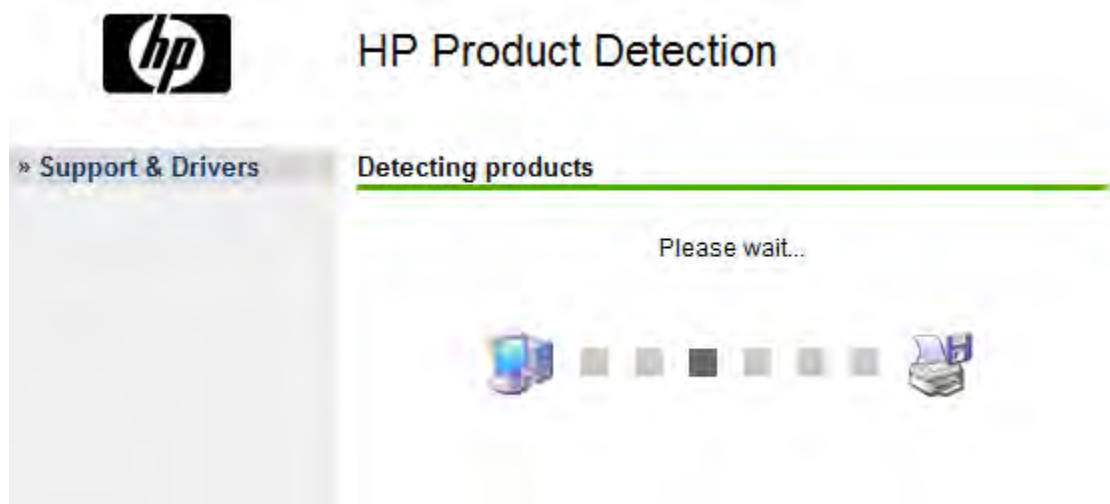 hp
HP Product Detection
» Support & Drivers
Detecting products
Please wait...